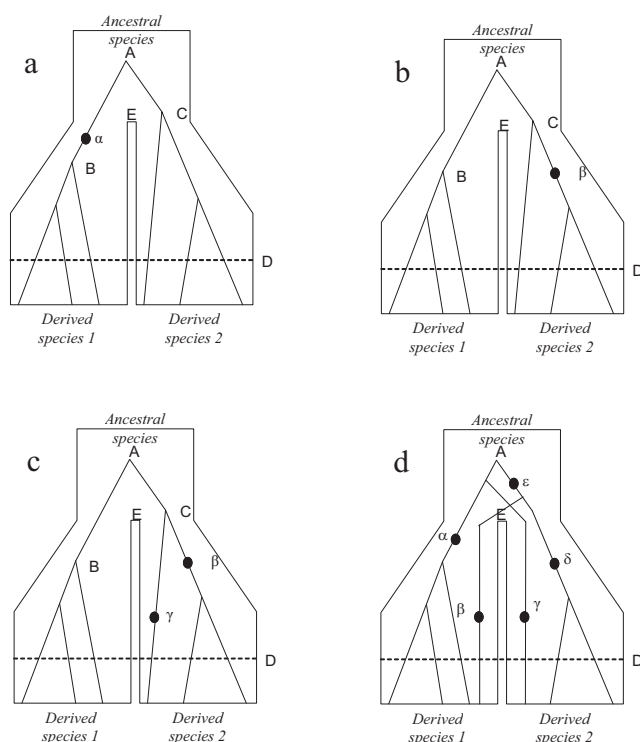 Ancestral
species
a
A
E
C
α
B
D
Derived
species 1
Derived
species 2
Ancestral
species
b
A
C
E
B
β
D
Derived
species 1
Derived
species 2
Ancestral
species
c
A
E
C
B
β
γ
D
Derived
species 1
Derived
species 2
Ancestral
species
d
A
ε
E
α
δ
β
γ
D
Derived
species 1
Derived
species 2